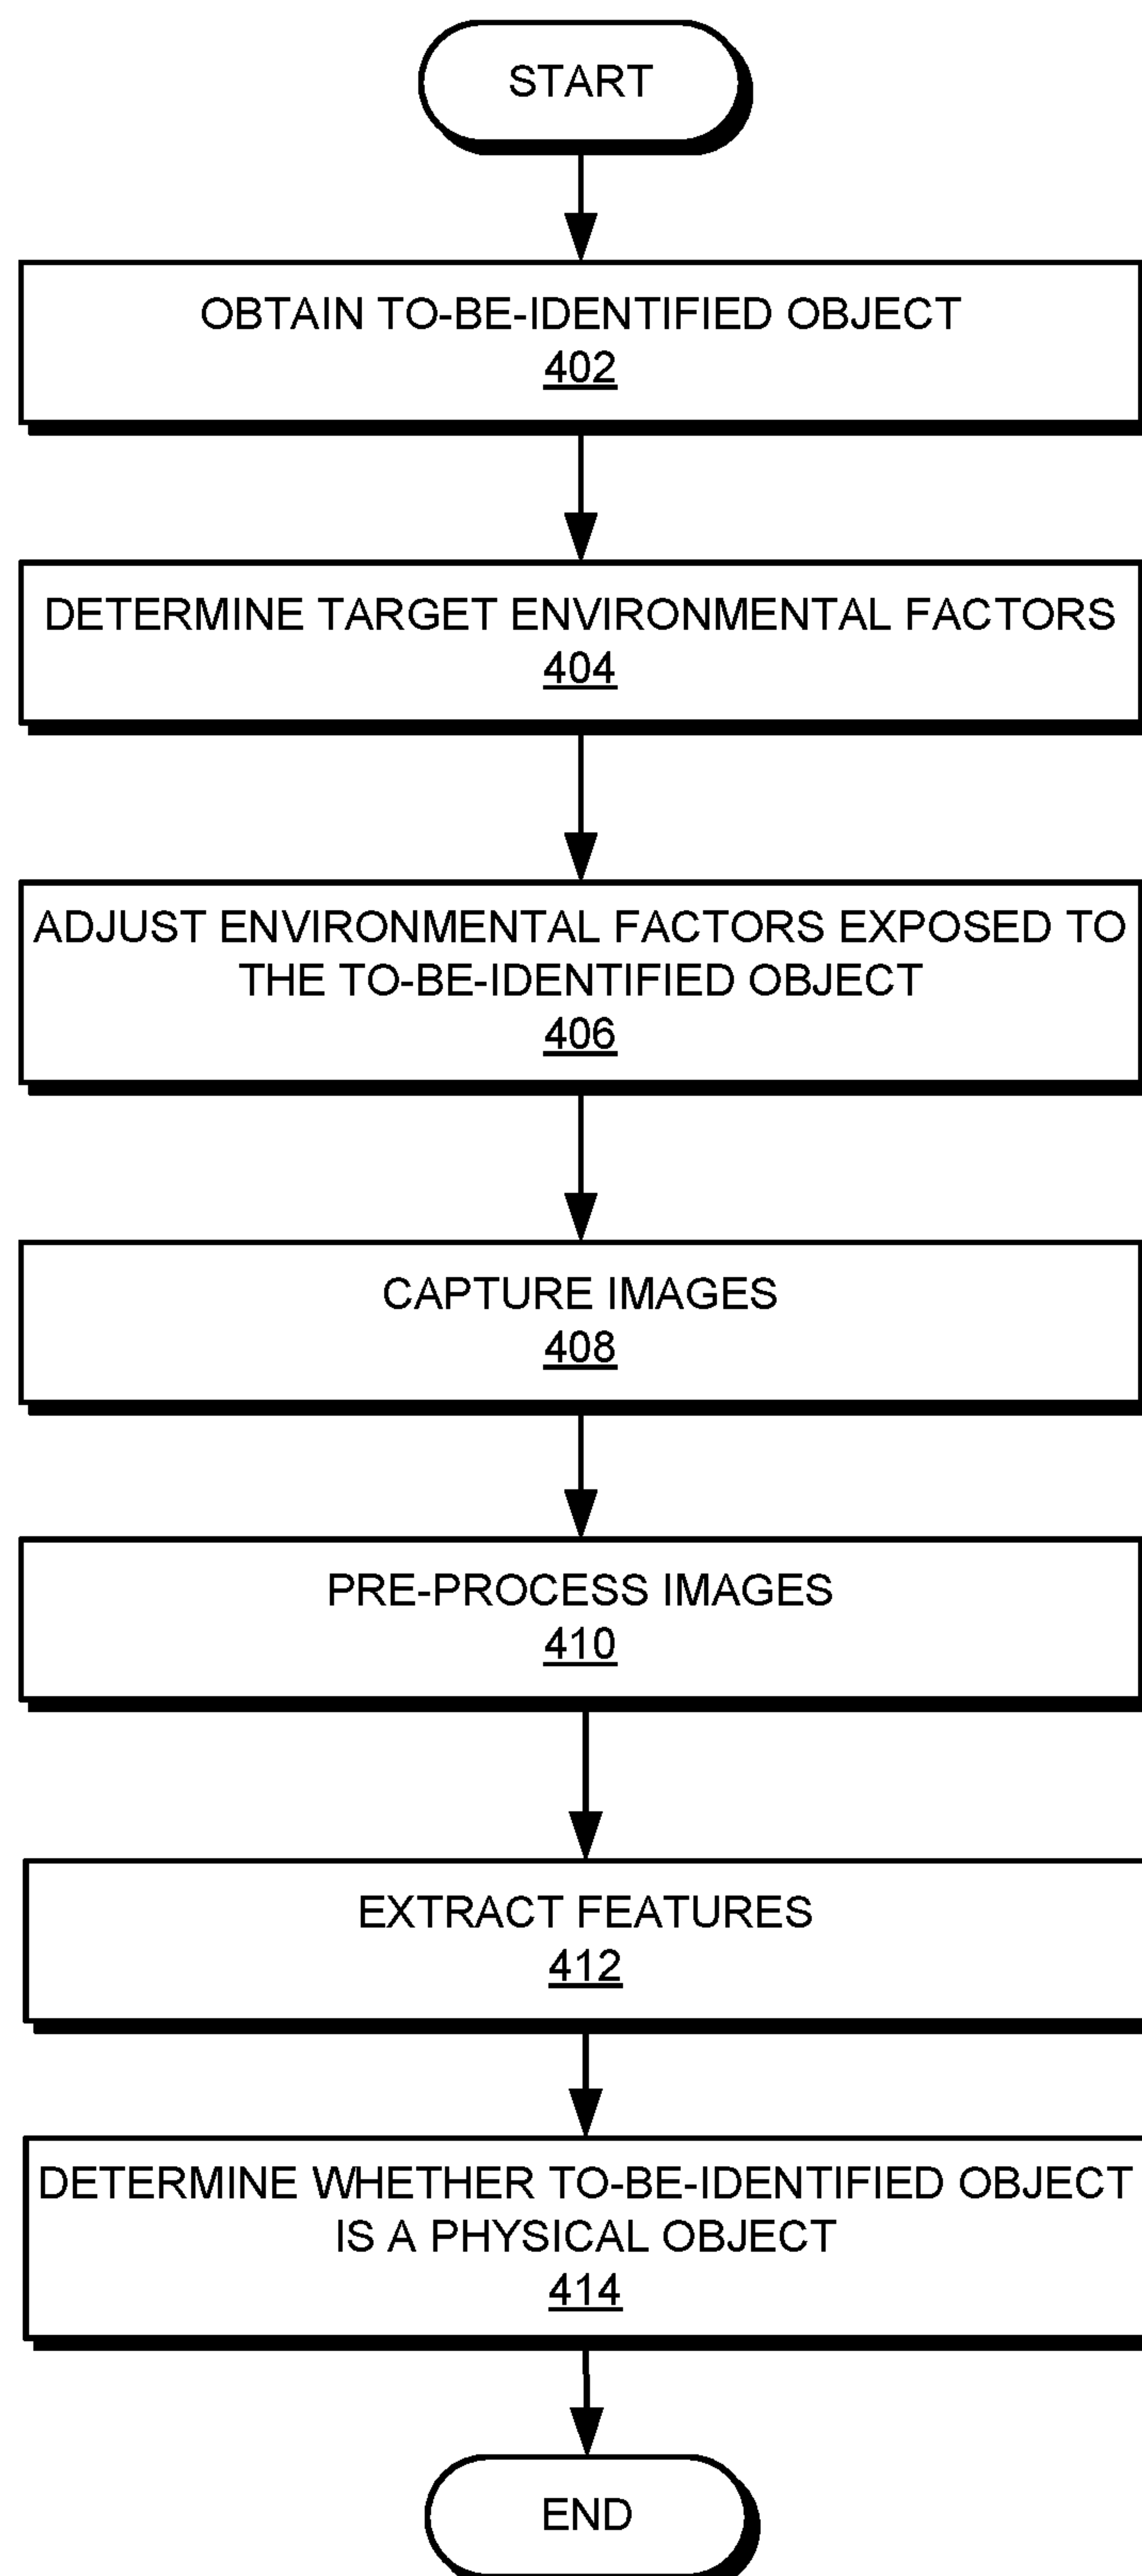 START
OBTAIN TO-BE-IDENTIFIED OBJECT
402
DETERMINE TARGET ENVIRONMENTAL FACTORS
404
ADJUST ENVIRONMENTAL FACTORS EXPOSED TO
THE TO-BE-IDENTIFIED OBJECT
406
CAPTURE IMAGES
408
PRE-PROCESS IMAGES
410
EXTRACT FEATURES
412
DETERMINE WHETHER TO-BE-IDENTIFIED OBJECT
IS A PHYSICAL OBJECT
414
END